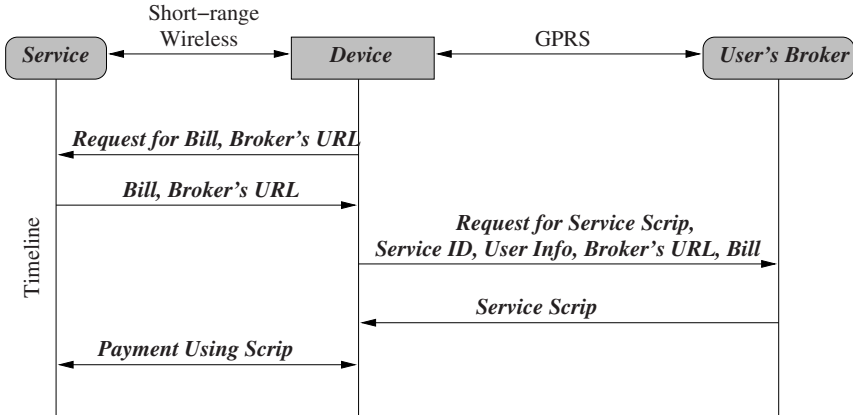 Short−range
Wireless
GPRS
Service
Device
User's Broker
Request for Bill, Broker's URL
Bill, Broker's URL
Request for Service Scrip,
Service ID, User Info, Broker's URL, Bill
Timeline
Service Scrip
Payment Using Scrip